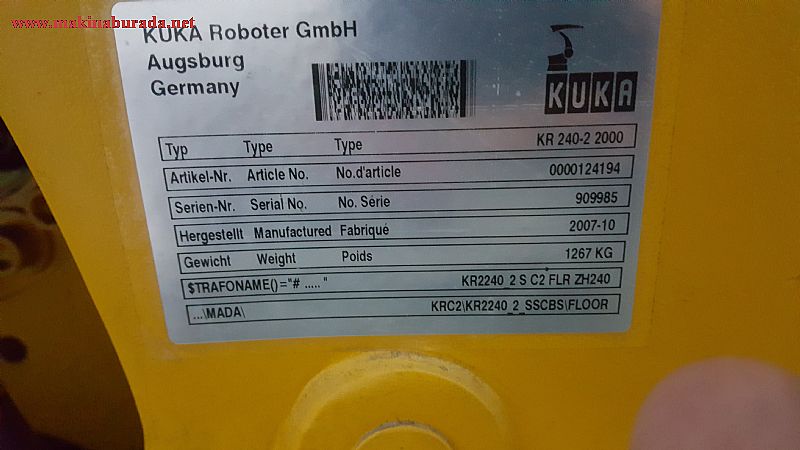 www.makinaburada.net
KUKA Roboter GmbH
Augsburg
Germany
KUKA
Typ Type Type KR 240-2 2000
Artikel-Nr. Article No. No.d'article 0000124194
Serien-Nr. Serial No. No. Série 909985
Hergestellt Manufactured Fabriqué 2007-10
Gewicht Weight Poids 1267 KG
$TRAFONAME()="# ..... " KR2240_2 S C2 FLR ZH240
...\MADA\ KRC2\KR2240_2_SSCBS\FLOOR